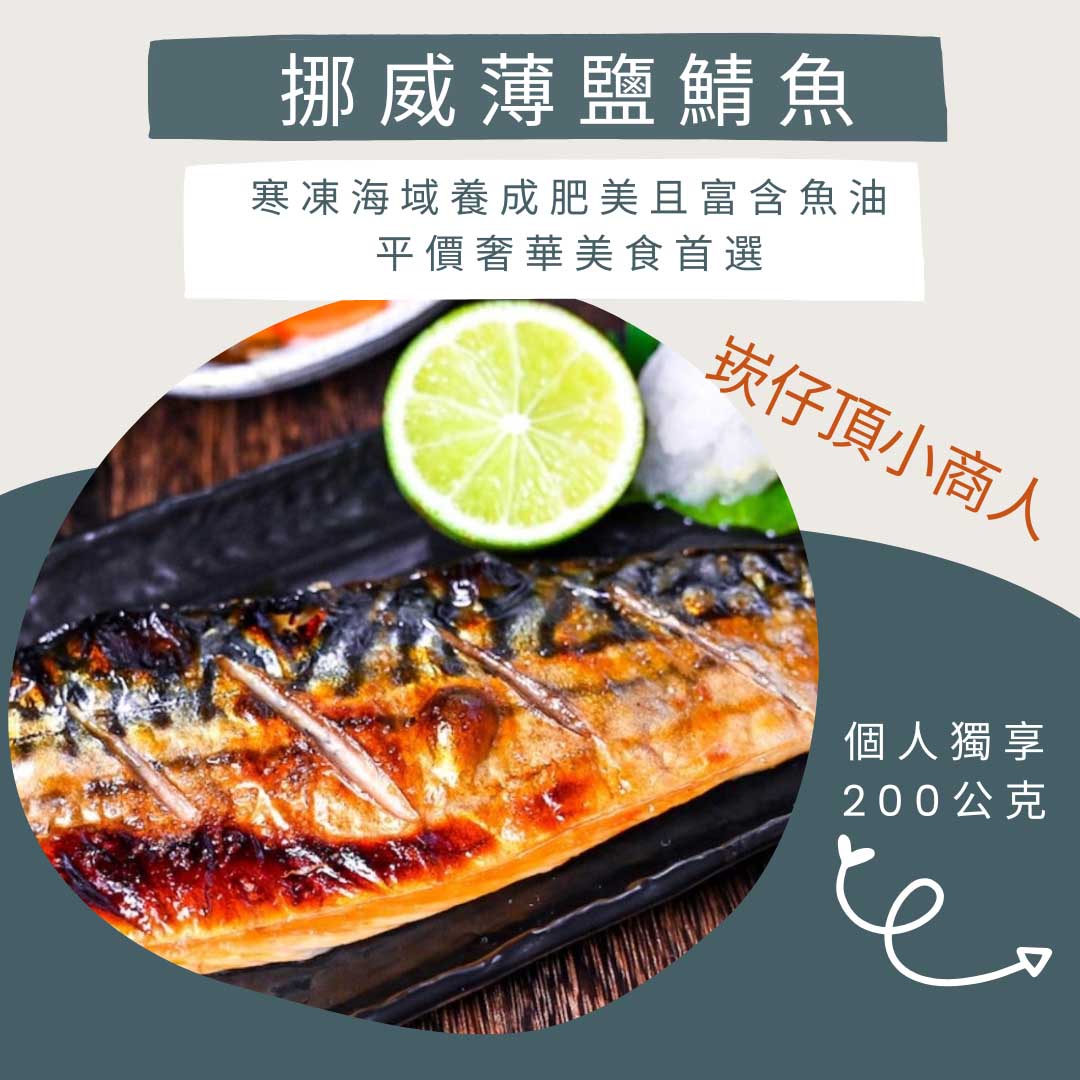 挪威薄鹽鯖魚
寒凍海域養成肥美且富含魚油
平價奢華美食首選
崁仔頂小商人
個人獨享
200公克